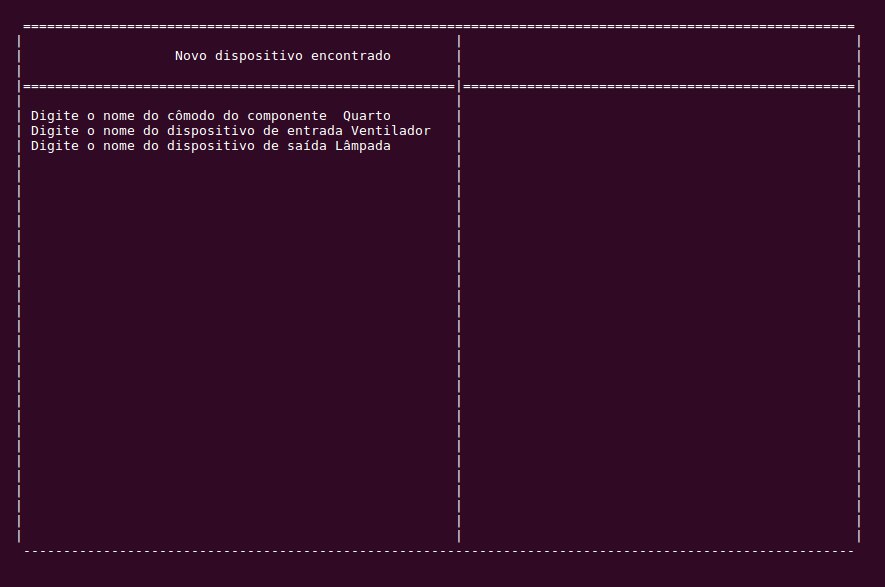 Novo dispositivo encontrado
Digite o nome do cômodo do componente  Quarto
Digite o nome do dispositivo de entrada Ventilador
Digite o nome do dispositivo de saída Lâmpada